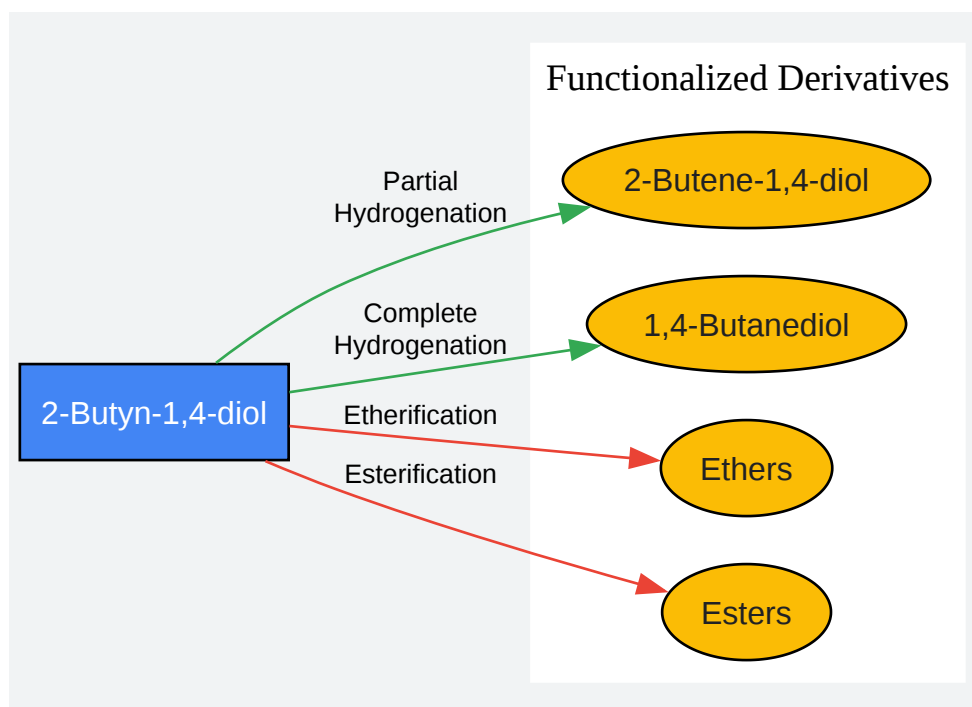 Functionalized Derivatives
Partial
Hydrogenation
2-Butene-1,4-diol
Complete
Hydrogenation
1,4-Butanediol
2-Butyn-1,4-diol
Etherification
Ethers
Esterification
Esters